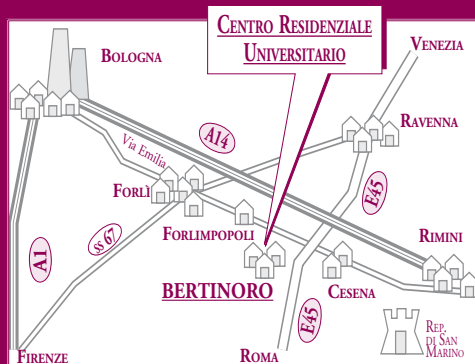 CENTRO RESIDENZIALE
UNIVERSITARIO
BOLOGNA
VENEZIA
RAVENNA
A14
Via Emilia
FORLÌ
E45
SS 67
FORLIMPOPOLI
RIMINI
A1
BERTINORO
CESENA
E45
REP.
DI SAN
MARINO
FIRENZE
ROMA